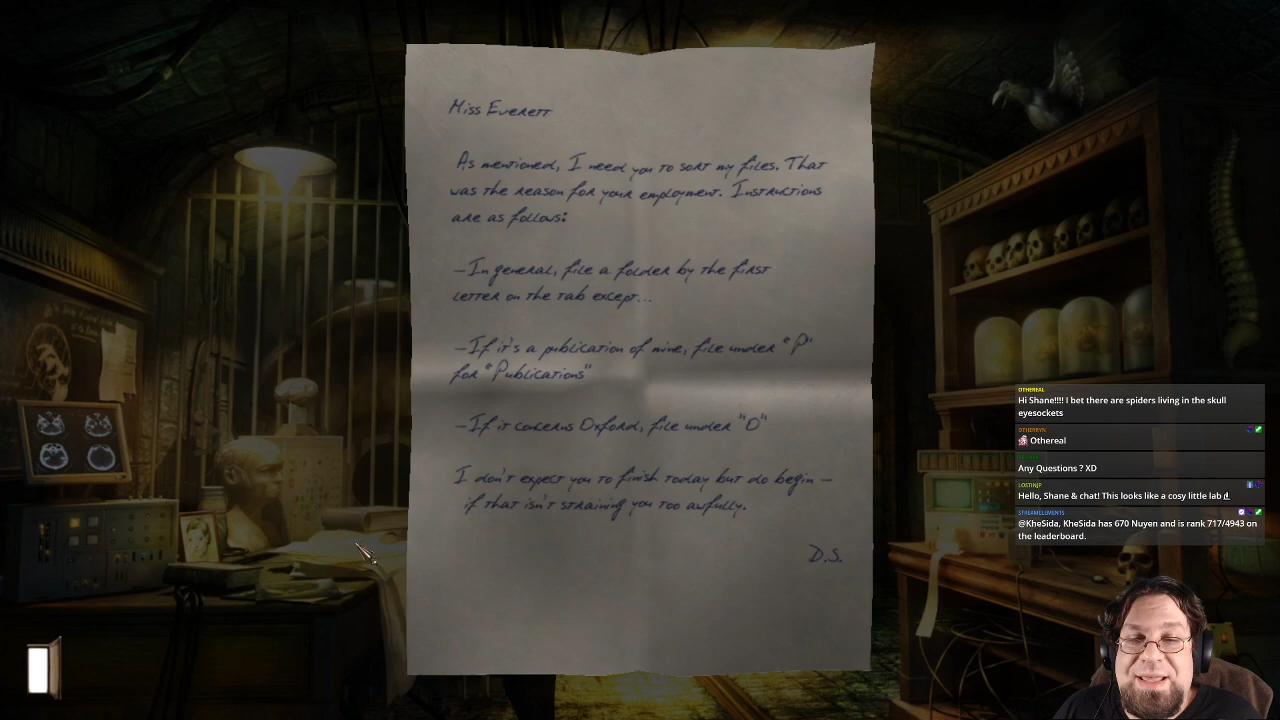 Miss Everett
As mentioned, I need you to sort my files. That
was the reason for your employment. Instructions
are as follows:
-In general, file a folder by the first
letter on the tab except...
-If it's a publication of mine, file under "P"
for "Publications"
-If it concerns Oxford, file under "O"
I don't expect you to finish today but do begin -
if that isn't straining you too awfully.
D.S.
OTHEREAL
Hi Shane!!!! I bet there are spiders living in the skull
eyesockets
OTHERRYN
Othereal
Any Questions ? XD
LOSTINJP
Hello, Shane & chat! This looks like a cosy little lab
STREAMELEMENTS
@KheSida, KheSida has 670 Nuyen and is rank 717/4943 on
the leaderboard.